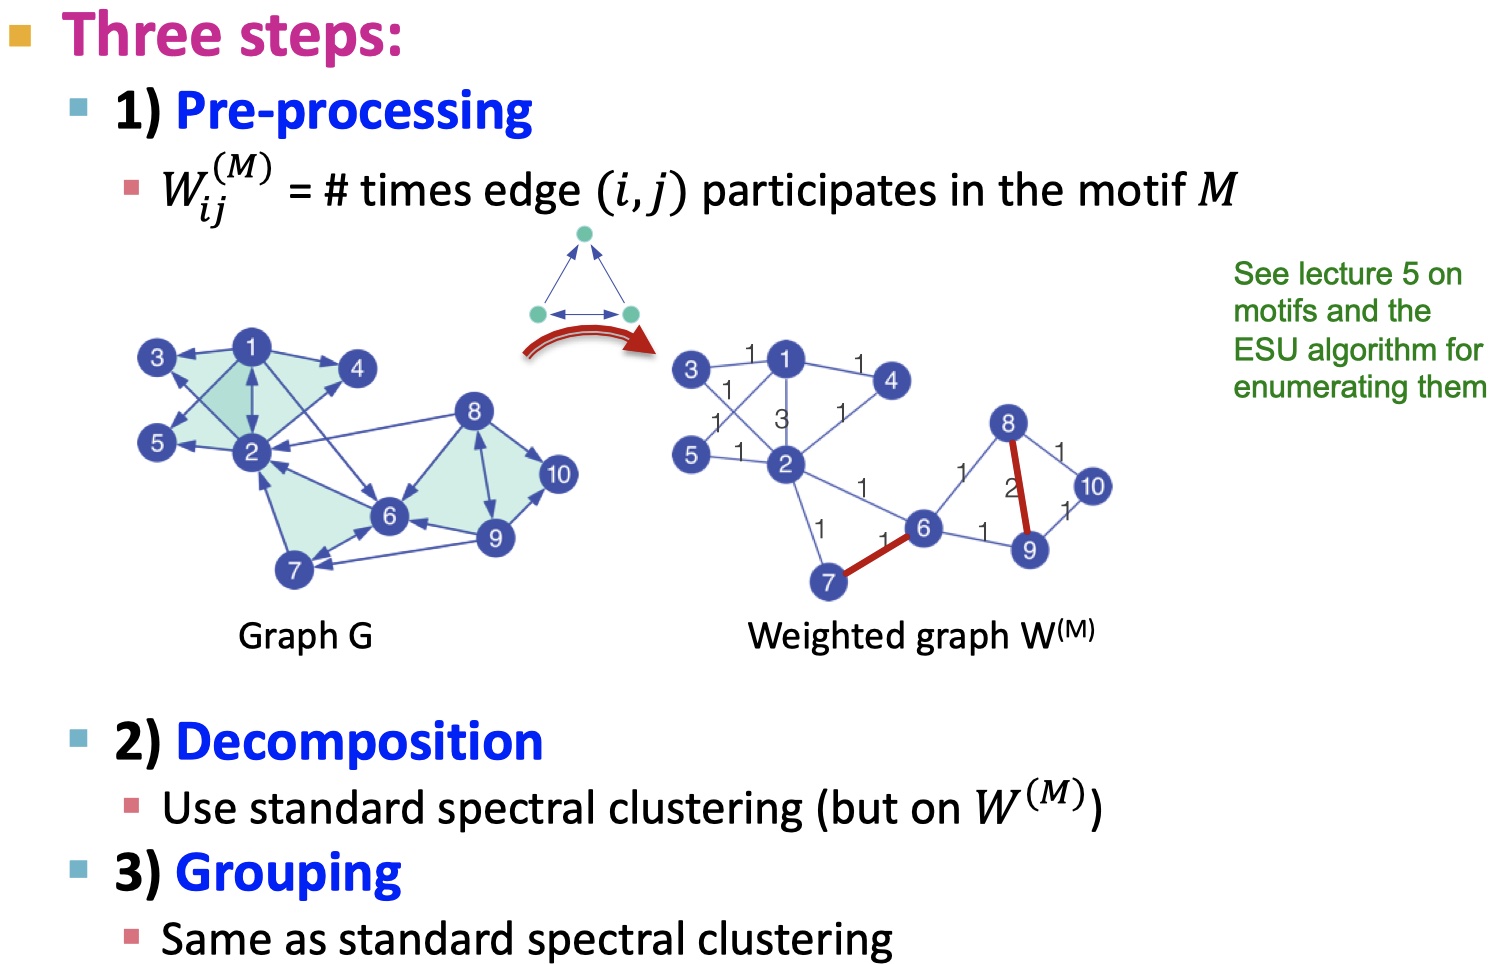 Three steps:
1) Pre-processing
W_{ij}^{(M)} = # times edge (i, j) participates in the motif M
See lecture 5 on
motifs and the
ESU algorithm for
enumerating them
3 1 4
5 2
8
10
6
9
7
Graph G
3 1 1 1 4
1
1 3 1
5 1 2
8
1
1 2 10
1
1
6 1 9
1 1
7
Weighted graph W(M)
2) Decomposition
Use standard spectral clustering (but on W^{(M)})
3) Grouping
Same as standard spectral clustering